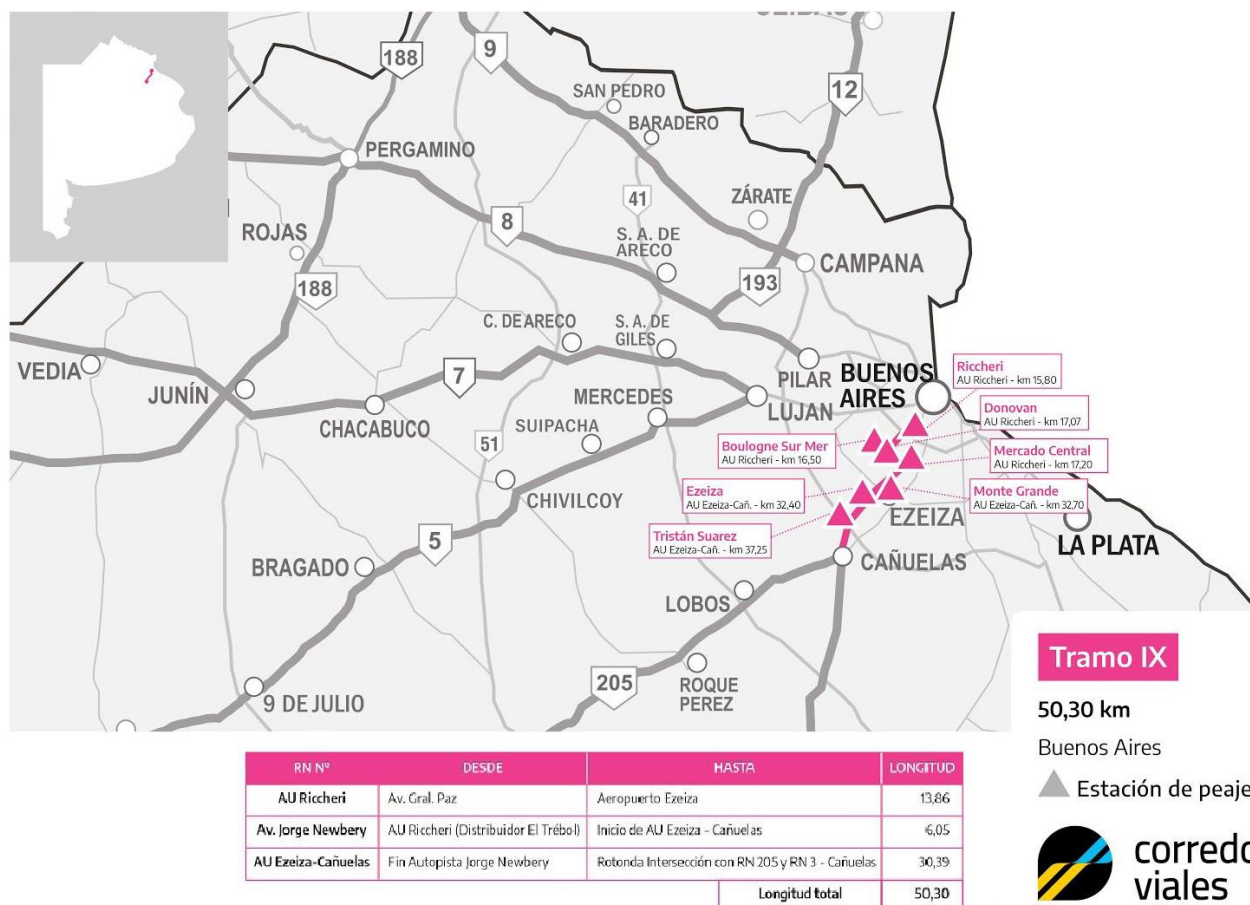 188
9
12
SAN PEDRO
BARADERO
PERGAMINO
41
ZÁRATE
8
ROJAS
S. A. DE
ARECO
CAMPANA
193
188
C. DE ARECO
S. A. DE
GILES
VEDIA
7
PILAR
BUENOS
AIRES
Riccheri
AU Riccheri - km 15,80
JUNÍN
MERCEDES
LUJAN
Donovan
AU Riccheri - km 17,07
CHACABUCO
SUIPACHA
51
Boulogne Sur Mer
AU Riccheri - km 16,50
Mercado Central
AU Riccheri - km 17,20
CHIVILCOY
Ezeiza
AU Ezeiza-Cañ. - km 32,40
Monte Grande
AU Ezeiza-Cañ. - km 32,70
EZEIZA
Tristán Suarez
AU Ezeiza-Cañ. - km 37,25
5
LA PLATA
BRAGADO
CAÑUELAS
LOBOS
205
ROQUE
PEREZ
9 DE JULIO
Tramo IX
50,30 km
Buenos Aires
Estación de peaje
RN Nº DESDE HASTA LONGITUD
AU Riccheri Av. Gral. Paz Aeropuerto Ezeiza 13,86
Av. Jorge Newbery AU Riccheri (Distribuidor El Trébol) Inicio de AU Ezeiza - Cañuelas 6,05
AU Ezeiza-Cañuelas Fin Autopista Jorge Newbery Rotonda Intersección con RN 205 y RN 3 - Cañuelas 30,39
Longitud total 50,30
corredo
viales